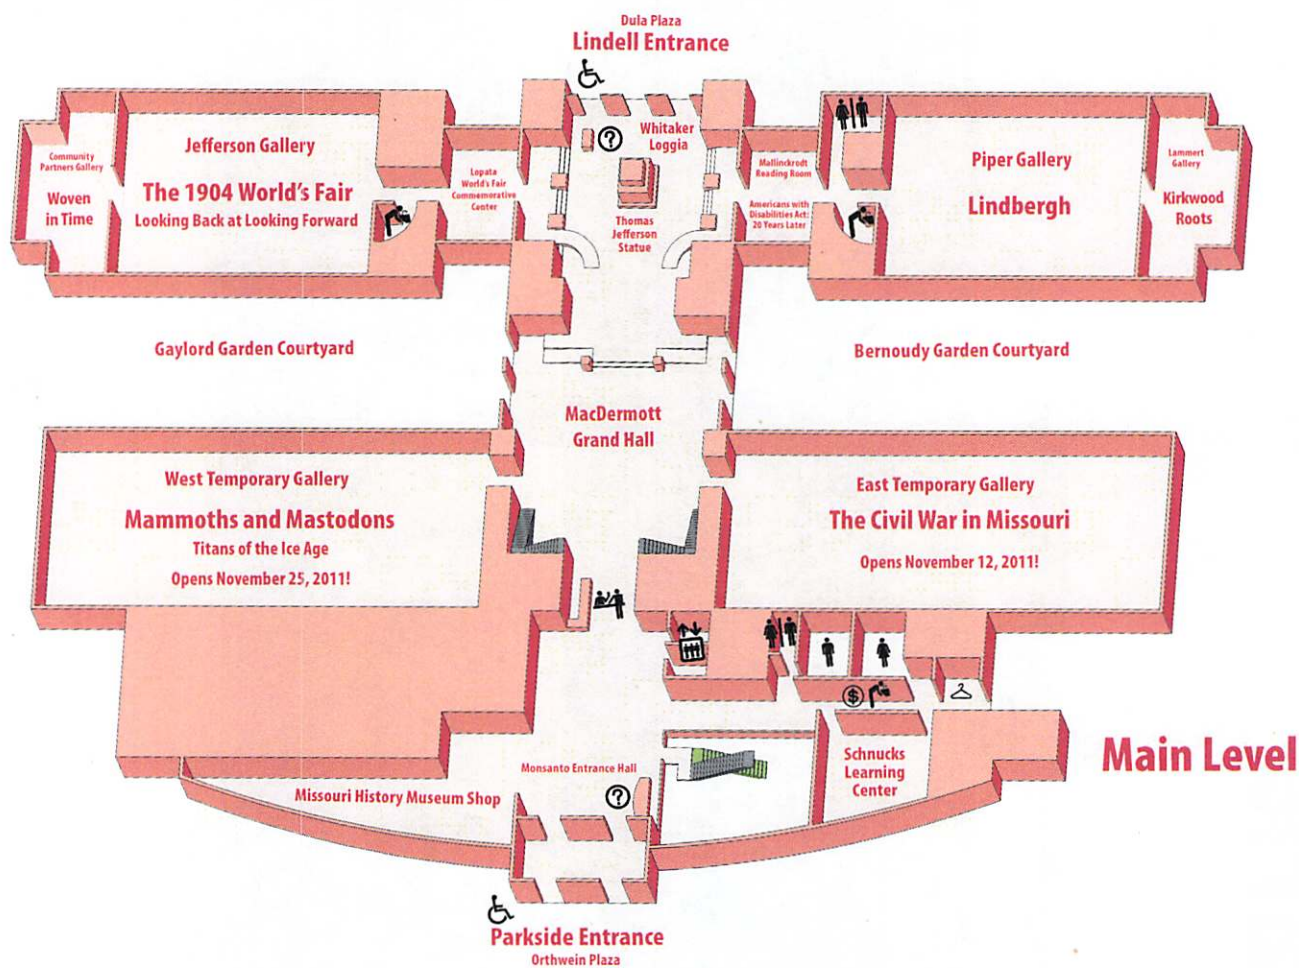 Dula Plaza
Lindell Entrance
?
Whitaker
Loggia
Community
Partners Gallery
Woven
in Time
Jefferson Gallery
The 1904 World's Fair
Looking Back at Looking Forward
Lopata
World's Fair
Commemorative
Center
Thomas
Jefferson
Statue
Mallinckrodt
Reading Room
Americans with
Disabilities Act:
20 Years Later
Piper Gallery
Lindbergh
Lammert
Gallery
Kirkwood
Roots
Gaylord Garden Courtyard
Bernoudy Garden Courtyard
MacDermott
Grand Hall
West Temporary Gallery
Mammoths and Mastodons
Titans of the Ice Age
Opens November 25, 2011!
East Temporary Gallery
The Civil War in Missouri
Opens November 12, 2011!
$
Schnucks
Learning
Center
Main Level
Monsanto Entrance Hall
Missouri History Museum Shop
?
Parkside Entrance
Orthwein Plaza